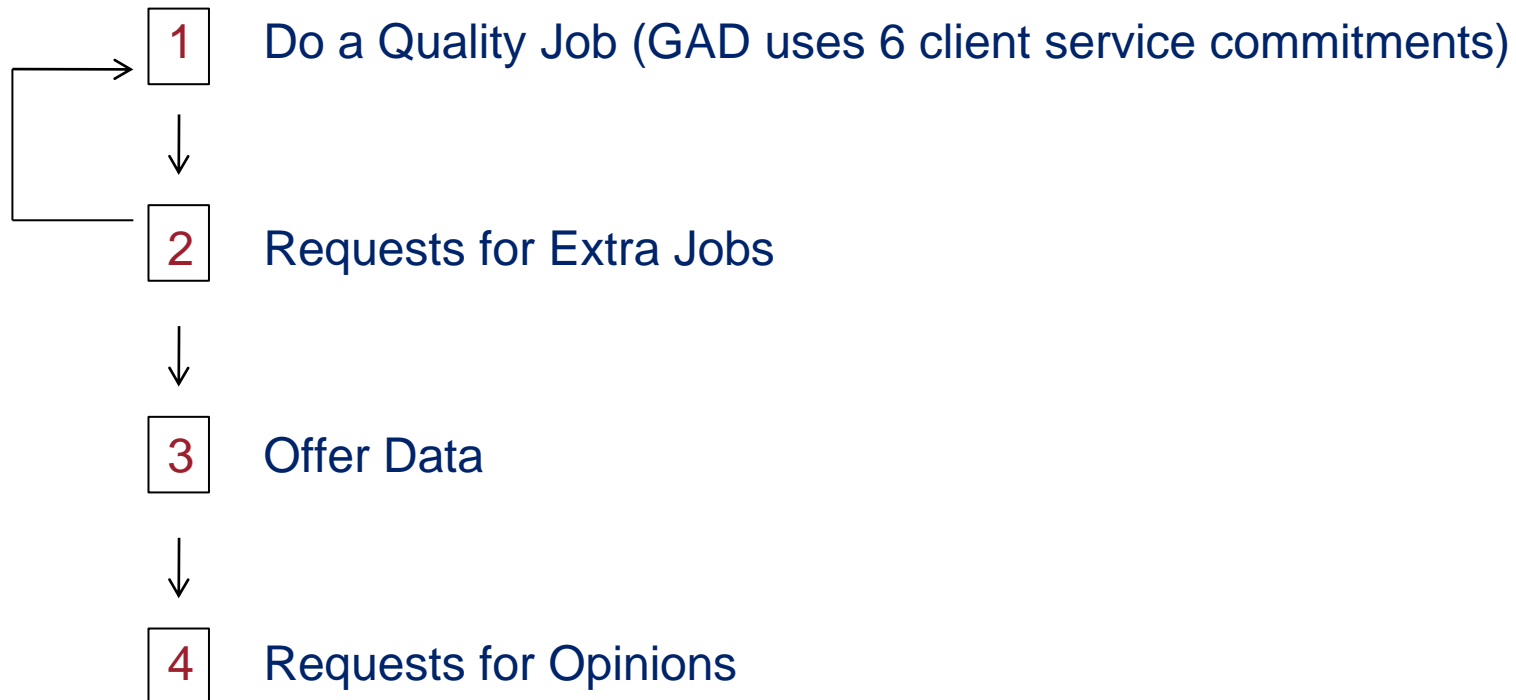 1 Do a Quality Job (GAD uses 6 client service commitments)
2 Requests for Extra Jobs
3 Offer Data
4 Requests for Opinions